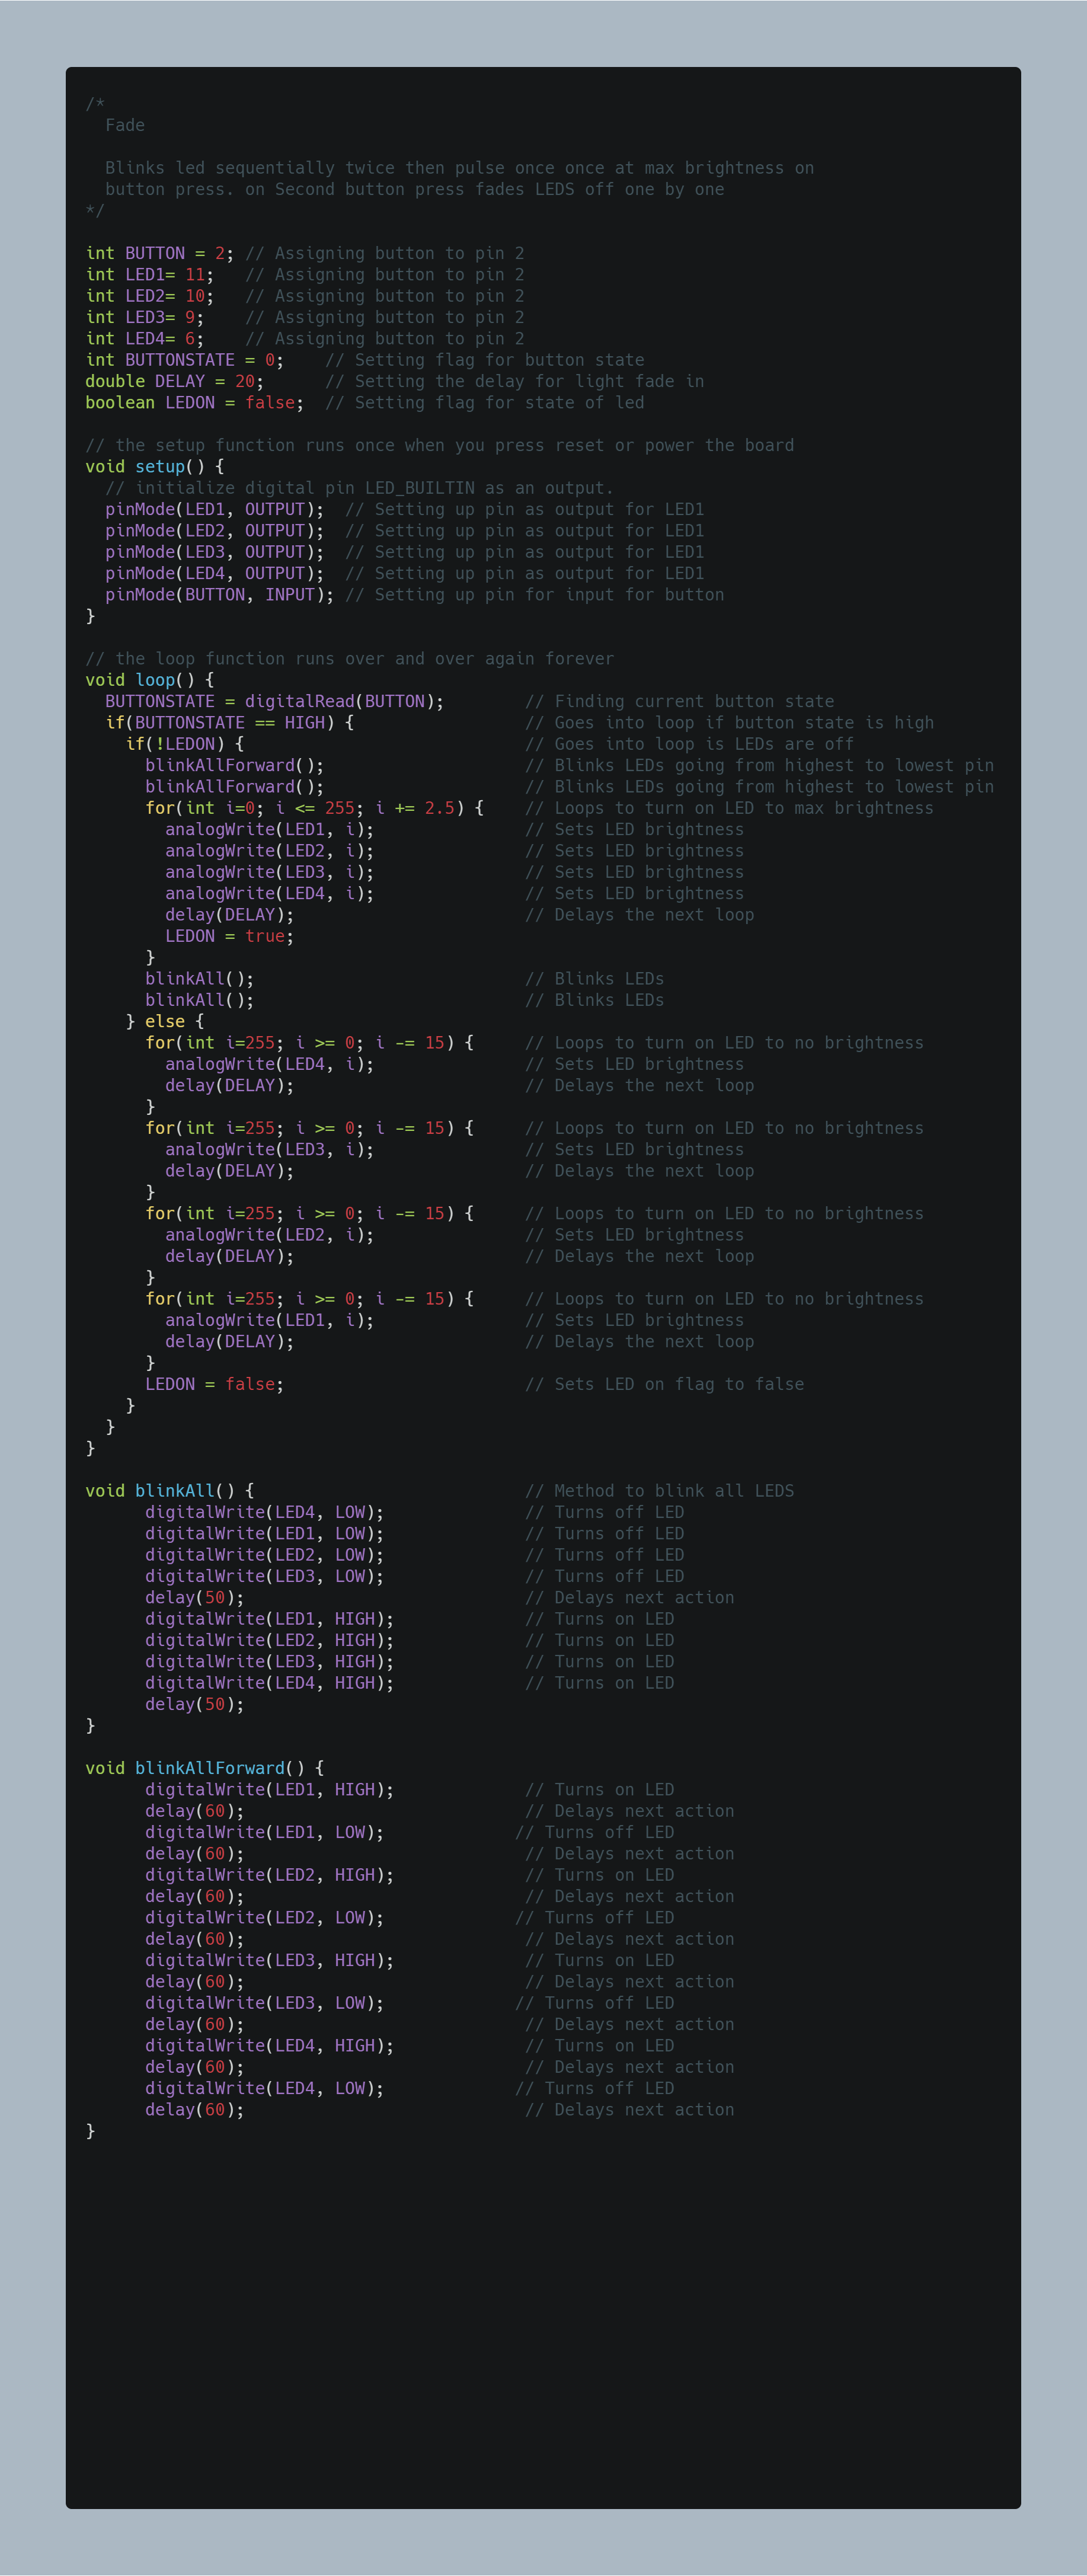 /*
  Fade

  Blinks led sequentially twice then pulse once once at max brightness on
  button press. on Second button press fades LEDS off one by one
*/

int BUTTON = 2; // Assigning button to pin 2
int LED1= 11;   // Assigning button to pin 2
int LED2= 10;   // Assigning button to pin 2
int LED3= 9;    // Assigning button to pin 2
int LED4= 6;    // Assigning button to pin 2
int BUTTONSTATE = 0;    // Setting flag for button state
double DELAY = 20;      // Setting the delay for light fade in
boolean LEDON = false;  // Setting flag for state of led

// the setup function runs once when you press reset or power the board
void setup() {
  // initialize digital pin LED_BUILTIN as an output.
  pinMode(LED1, OUTPUT);  // Setting up pin as output for LED1
  pinMode(LED2, OUTPUT);  // Setting up pin as output for LED1
  pinMode(LED3, OUTPUT);  // Setting up pin as output for LED1
  pinMode(LED4, OUTPUT);  // Setting up pin as output for LED1
  pinMode(BUTTON, INPUT); // Setting up pin for input for button
}

// the loop function runs over and over again forever
void loop() {
  BUTTONSTATE = digitalRead(BUTTON);        // Finding current button state
  if(BUTTONSTATE == HIGH) {                 // Goes into loop if button state is high
    if(!LEDON) {                            // Goes into loop is LEDs are off
      blinkAllForward();                    // Blinks LEDs going from highest to lowest pin
      blinkAllForward();                    // Blinks LEDs going from highest to lowest pin
      for(int i=0; i <= 255; i += 2.5) {    // Loops to turn on LED to max brightness
        analogWrite(LED1, i);               // Sets LED brightness
        analogWrite(LED2, i);               // Sets LED brightness
        analogWrite(LED3, i);               // Sets LED brightness
        analogWrite(LED4, i);               // Sets LED brightness
        delay(DELAY);                       // Delays the next loop
        LEDON = true;
      }
      blinkAll();                           // Blinks LEDs
      blinkAll();                           // Blinks LEDs
    } else {
      for(int i=255; i >= 0; i -= 15) {     // Loops to turn on LED to no brightness
        analogWrite(LED4, i);               // Sets LED brightness
        delay(DELAY);                       // Delays the next loop
      }
      for(int i=255; i >= 0; i -= 15) {     // Loops to turn on LED to no brightness
        analogWrite(LED3, i);               // Sets LED brightness
        delay(DELAY);                       // Delays the next loop
      }
      for(int i=255; i >= 0; i -= 15) {     // Loops to turn on LED to no brightness
        analogWrite(LED2, i);               // Sets LED brightness
        delay(DELAY);                       // Delays the next loop
      }
      for(int i=255; i >= 0; i -= 15) {     // Loops to turn on LED to no brightness
        analogWrite(LED1, i);               // Sets LED brightness
        delay(DELAY);                       // Delays the next loop
      }
      LEDON = false;                        // Sets LED on flag to false
    }
  }
}

void blinkAll() {                           // Method to blink all LEDS
      digitalWrite(LED4, LOW);              // Turns off LED
      digitalWrite(LED1, LOW);              // Turns off LED
      digitalWrite(LED2, LOW);              // Turns off LED
      digitalWrite(LED3, LOW);              // Turns off LED
      delay(50);                            // Delays next action
      digitalWrite(LED1, HIGH);             // Turns on LED
      digitalWrite(LED2, HIGH);             // Turns on LED
      digitalWrite(LED3, HIGH);             // Turns on LED
      digitalWrite(LED4, HIGH);             // Turns on LED
      delay(50);
}

void blinkAllForward() {
      digitalWrite(LED1, HIGH);             // Turns on LED
      delay(60);                            // Delays next action
      digitalWrite(LED1, LOW);             // Turns off LED
      delay(60);                            // Delays next action
      digitalWrite(LED2, HIGH);             // Turns on LED
      delay(60);                            // Delays next action
      digitalWrite(LED2, LOW);             // Turns off LED
      delay(60);                            // Delays next action
      digitalWrite(LED3, HIGH);             // Turns on LED
      delay(60);                            // Delays next action
      digitalWrite(LED3, LOW);             // Turns off LED
      delay(60);                            // Delays next action
      digitalWrite(LED4, HIGH);             // Turns on LED
      delay(60);                            // Delays next action
      digitalWrite(LED4, LOW);             // Turns off LED
      delay(60);                            // Delays next action
}